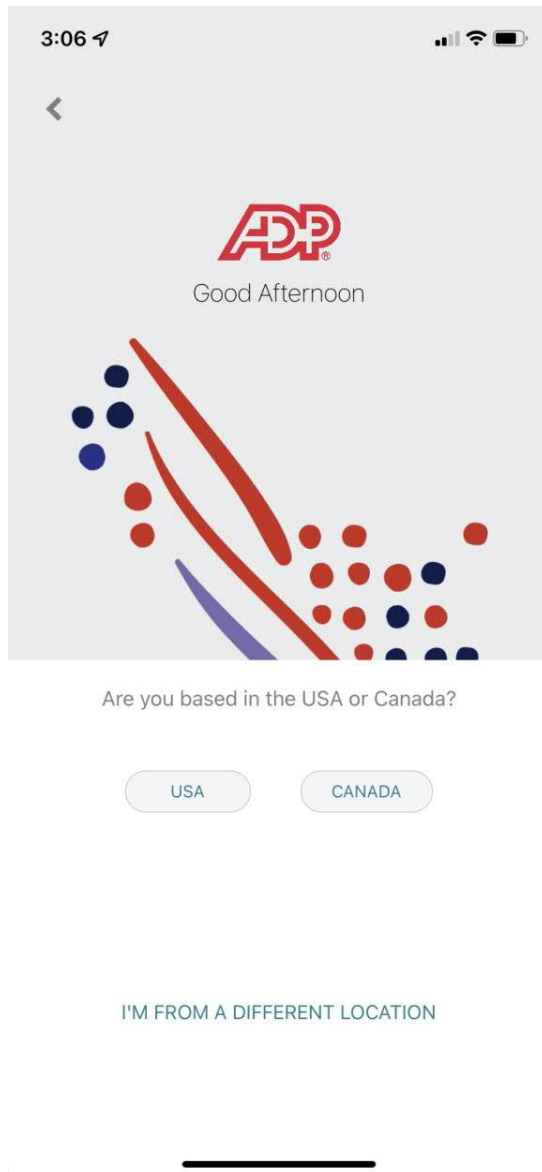 3:06
ADP®
Good Afternoon
Are you based in the USA or Canada?
USA
CANADA
I'M FROM A DIFFERENT LOCATION